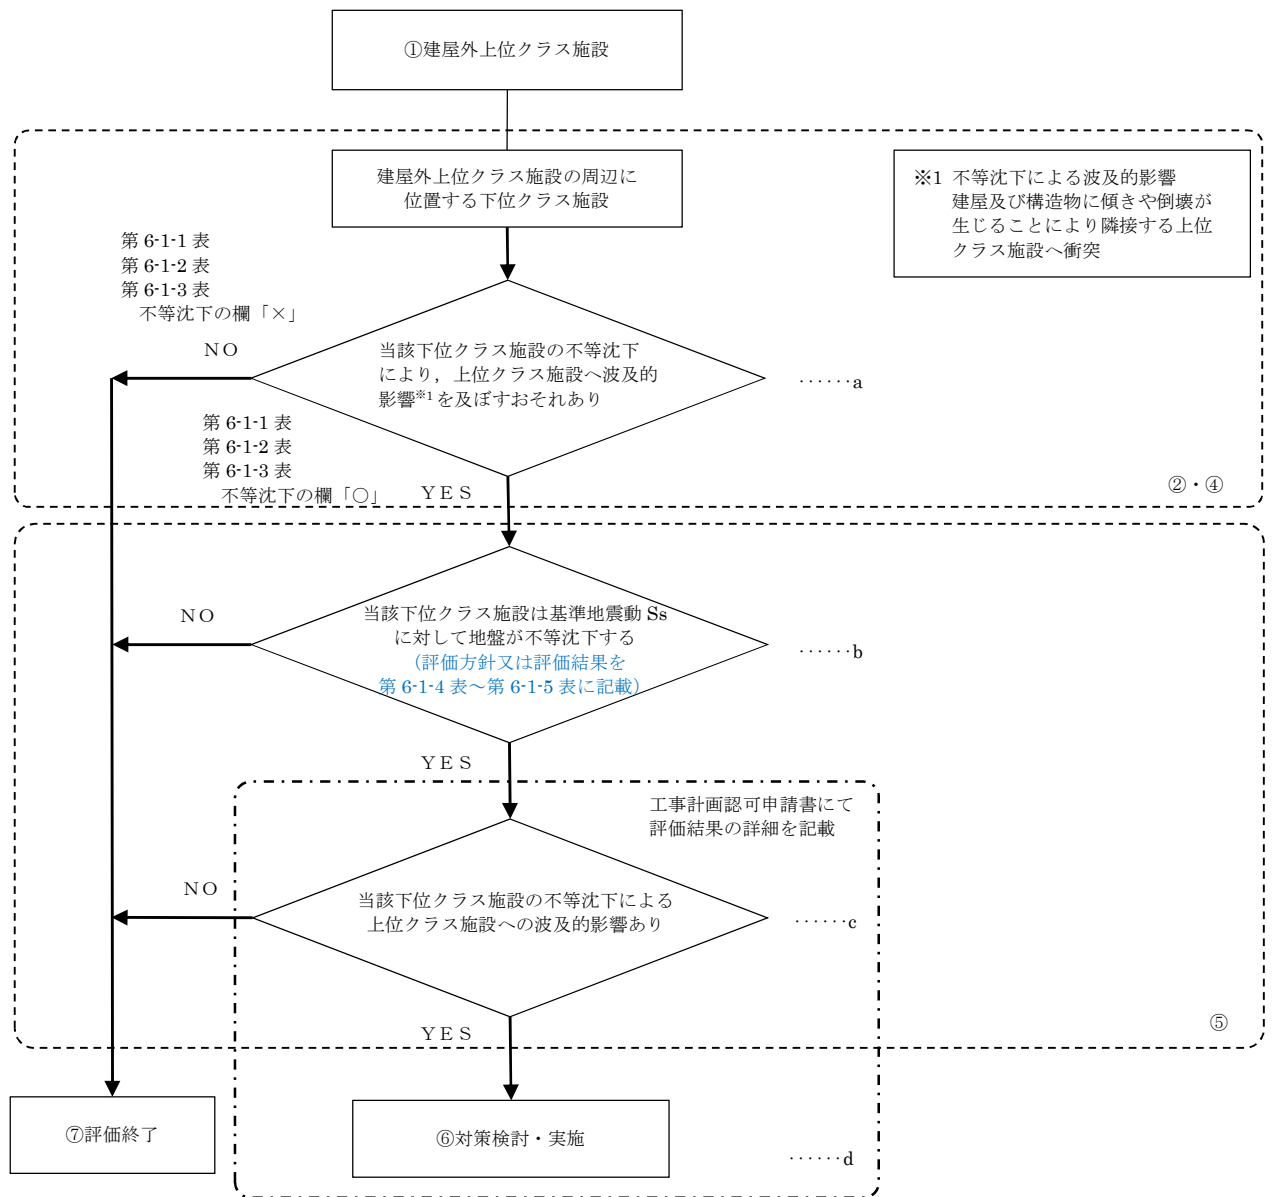 ①建屋外上位クラス施設
建屋外上位クラス施設の周辺に
位置する下位クラス施設
※1 不等沈下による波及的影響
建屋及び構造物に傾きや倒壊が
生じることにより隣接する上位
クラス施設へ衝突
第 6-1-1 表
第 6-1-2 表
第 6-1-3 表
不等沈下の欄「×」
NO
当該下位クラス施設の不等沈下
により，上位クラス施設へ波及的
影響※1を及ぼすおそれあり
······a
第 6-1-1 表
第 6-1-2 表
第 6-1-3 表
不等沈下の欄「○」
YES
②・④
NO
当該下位クラス施設は基準地震動 Ss
に対して地盤が不等沈下する
（評価方針又は評価結果を
第 6-1-4 表～第 6-1-5 表に記載）
······b
YES
工事計画認可申請書にて
評価結果の詳細を記載
NO
当該下位クラス施設の不等沈下による
上位クラス施設への波及的影響あり
······c
YES
⑤
⑦評価終了
⑥対策検討・実施
······d